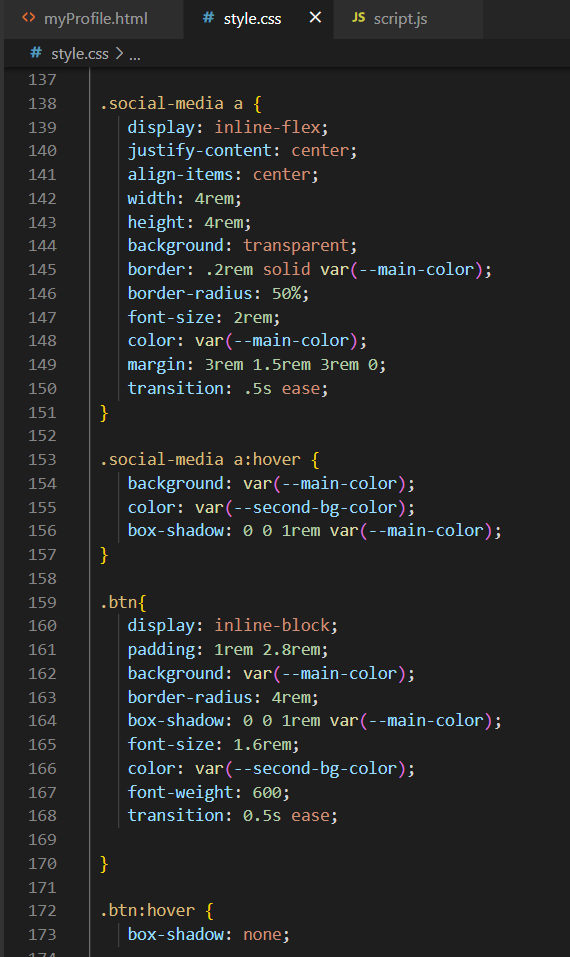 <> myProfile.html # style.css × JS script.js
# style.css > ...
137
138 .social-media a {
139 display: inline-flex;
140 justify-content: center;
141 align-items: center;
142 width: 4rem;
143 height: 4rem;
144 background: transparent;
145 border: .2rem solid var(--main-color);
146 border-radius: 50%;
147 font-size: 2rem;
148 color: var(--main-color);
149 margin: 3rem 1.5rem 3rem 0;
150 transition: .5s ease;
151 }
152
153 .social-media a:hover {
154 background: var(--main-color);
155 color: var(--second-bg-color);
156 box-shadow: 0 0 1rem var(--main-color);
157 }
158
159 .btn{
160 display: inline-block;
161 padding: 1rem 2.8rem;
162 background: var(--main-color);
163 border-radius: 4rem;
164 box-shadow: 0 0 1rem var(--main-color);
165 font-size: 1.6rem;
166 color: var(--second-bg-color);
167 font-weight: 600;
168 transition: 0.5s ease;
169
170 }
171
172 .btn:hover {
173 box-shadow: none;